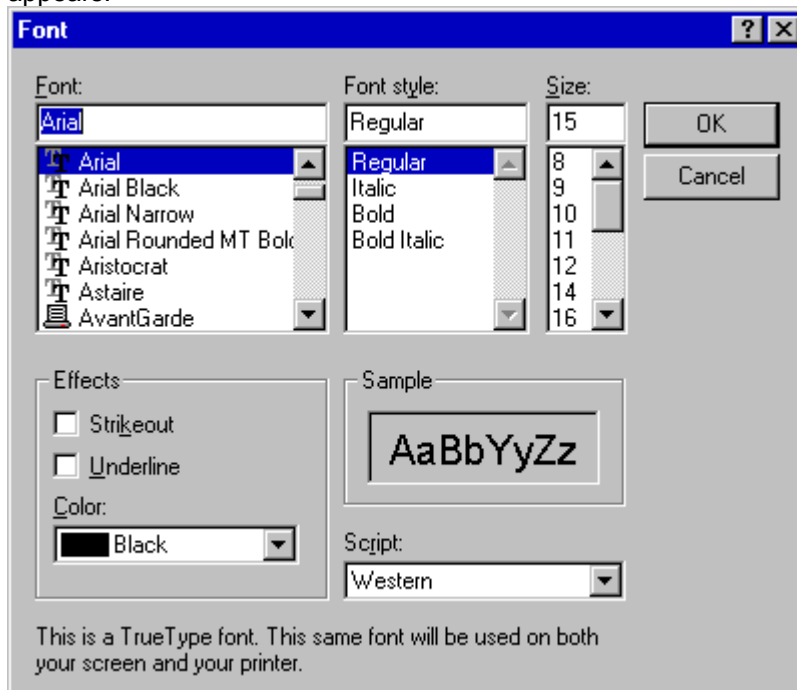 appears.
Font
Font: Font style: Size:
Arial Regular 15 OK
Arial Regular 8 Cancel
Arial Black Italic 9
Arial Narrow Bold 10
Arial Rounded MT Bold Bold Italic 11
Aristocrat 12
Astaire 14
AvantGarde 16
Effects Sample
Strikeout
Underline
AaBbYyZz
Color:
Black
Script:
Western
This is a TrueType font. This same font will be used on both
your screen and your printer.